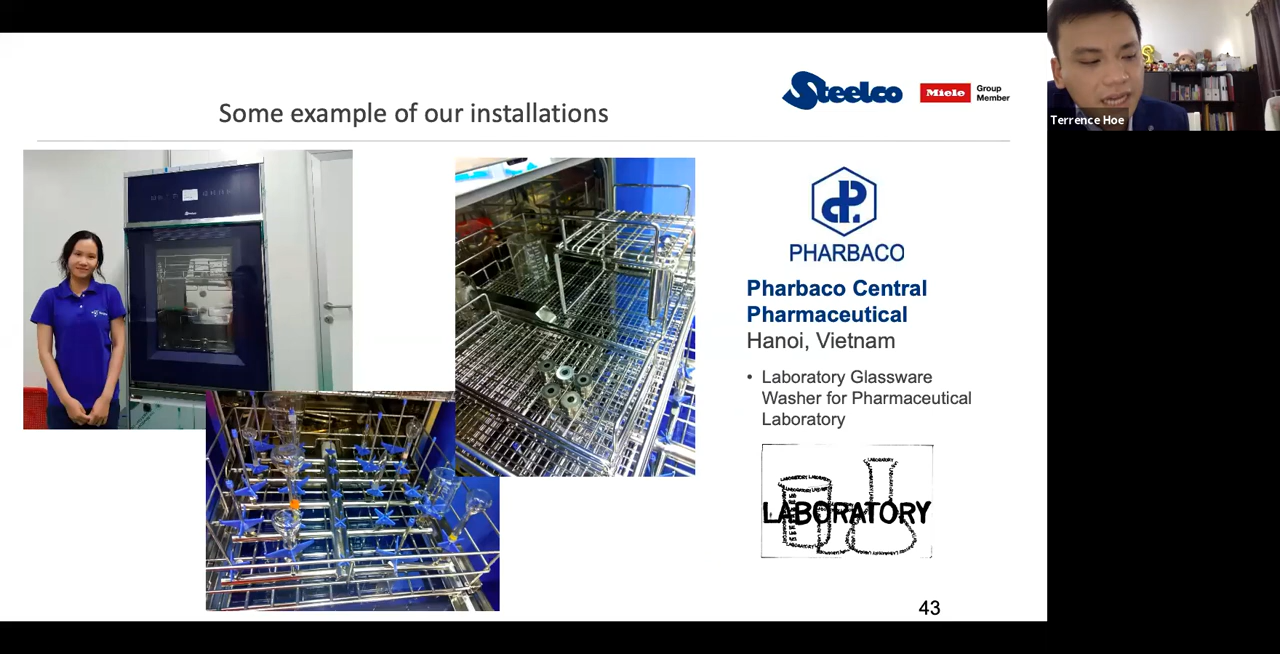 Steelco
Miele
Group
Member
Terrence Hoe
Some example of our installations
PHARBACO
Pharbaco Central
Pharmaceutical
Hanoi, Vietnam
• Laboratory Glassware
Washer for Pharmaceutical
Laboratory
LABORATORY
43